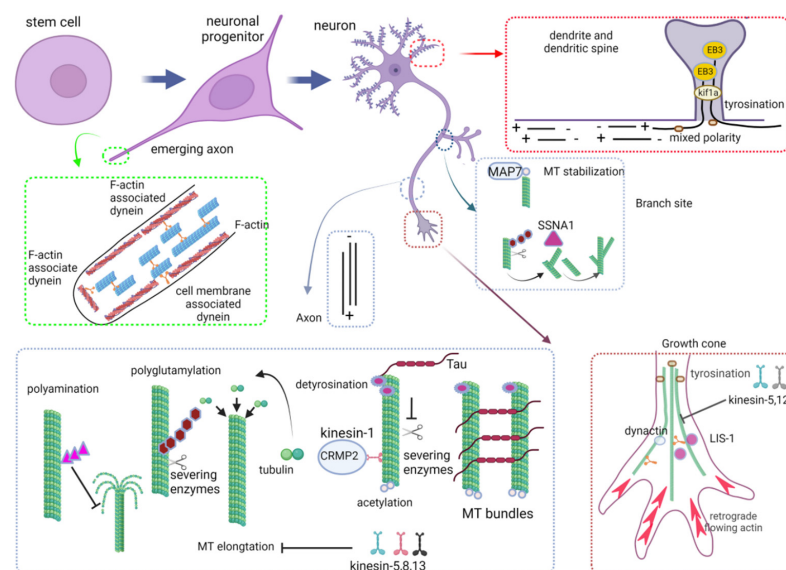 stem cell
neuronal
progenitor
neuron
emerging axon
dendrite and
dendritic spine
EB3
EB3
kif1a
tyrosination
+
-
+
-
+
-
+
-
mixed polarity
F-actin
associated
dynein
F-actin
F-actin
associate
dynein
cell membrane
associated
dynein
Axon
-
+
MAP7
MT stabilization
SSNA1
Branch site
polyamination
polyglutamylation
severing
enzymes
tubulin
MT elongtation
kinesin-5,8,13
Tau
detyrosination
kinesin-1
CRMP2
severing
enzymes
acetylation
MT bundles
Growth cone
tyrosination
kinesin-5,12
dynactin
LIS-1
retrograde
flowing actin